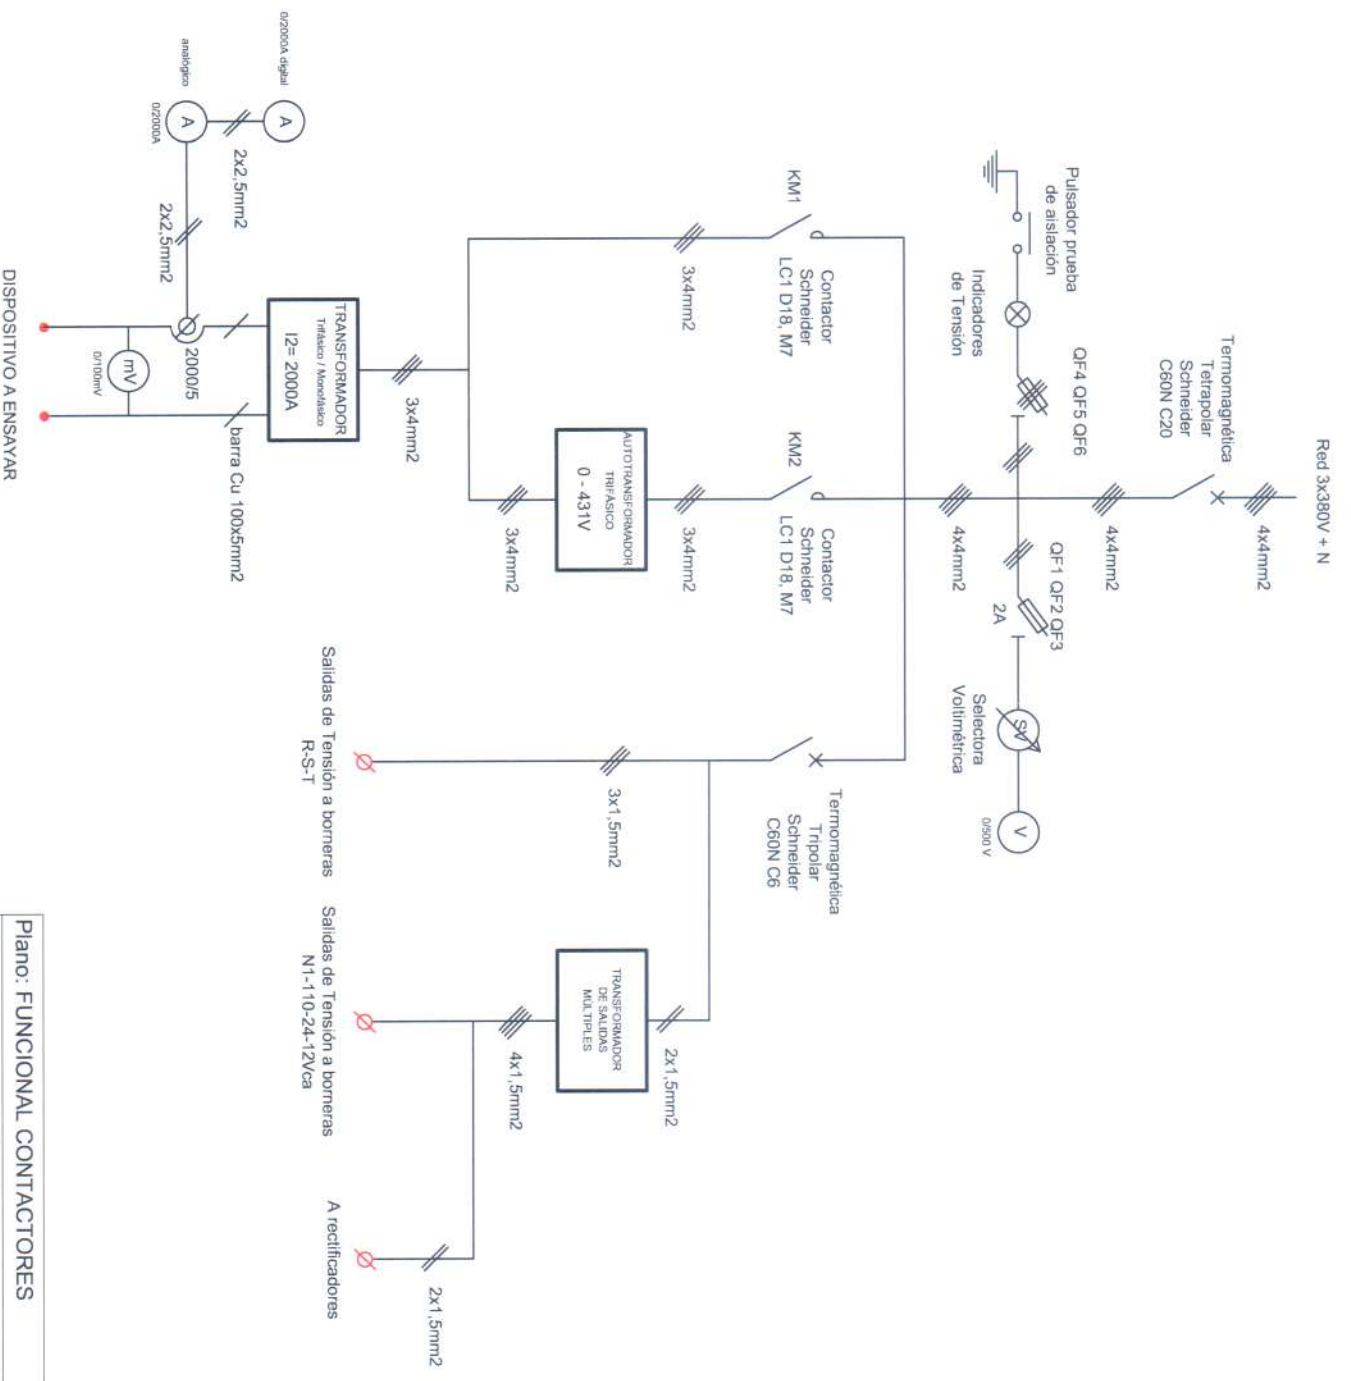 Red 3x380V + N
4x4mm2
Termomagnética
Tetrapolar
Schneider
C60N C20
4x4mm2
Pulsador prueba
de aislación
Indicadores
de Tensión
QF4 QF5 QF6
QF1 QF2 QF3
2A
Selectora
Voltimétrica
SV
V
0/500 V
4x4mm2
KM1
Contactor
Schneider
LC1 D18, M7
KM2
Contactor
Schneider
LC1 D18, M7
Termomagnética
Tripolar
Schneider
C60N C6
3x4mm2
3x4mm2
2x1,5mm2
AUTOTRANSFORMADOR
TRIFÁSICO
0 - 431V
TRANSFORMADOR
DE SALIDAS
MÚLTIPLES
3x1,5mm2
3x4mm2
4x1,5mm2
3x4mm2
2x1,5mm2
TRANSFORMADOR
Trifásico / Monofásico
I2= 2000A
0/2000A digital
A
2x2,5mm2
analógico
A
0/2000A
2x2,5mm2
2000/5
barra Cu 100x5mm2
mV
0/100mV
DISPOSITIVO A ENSAYAR
Salidas de Tensión a borneras
R-S-T
Salidas de Tensión a borneras
N1-110-24-12Vca
A rectificadores
Plano: FUNCIONAL CONTACTORES